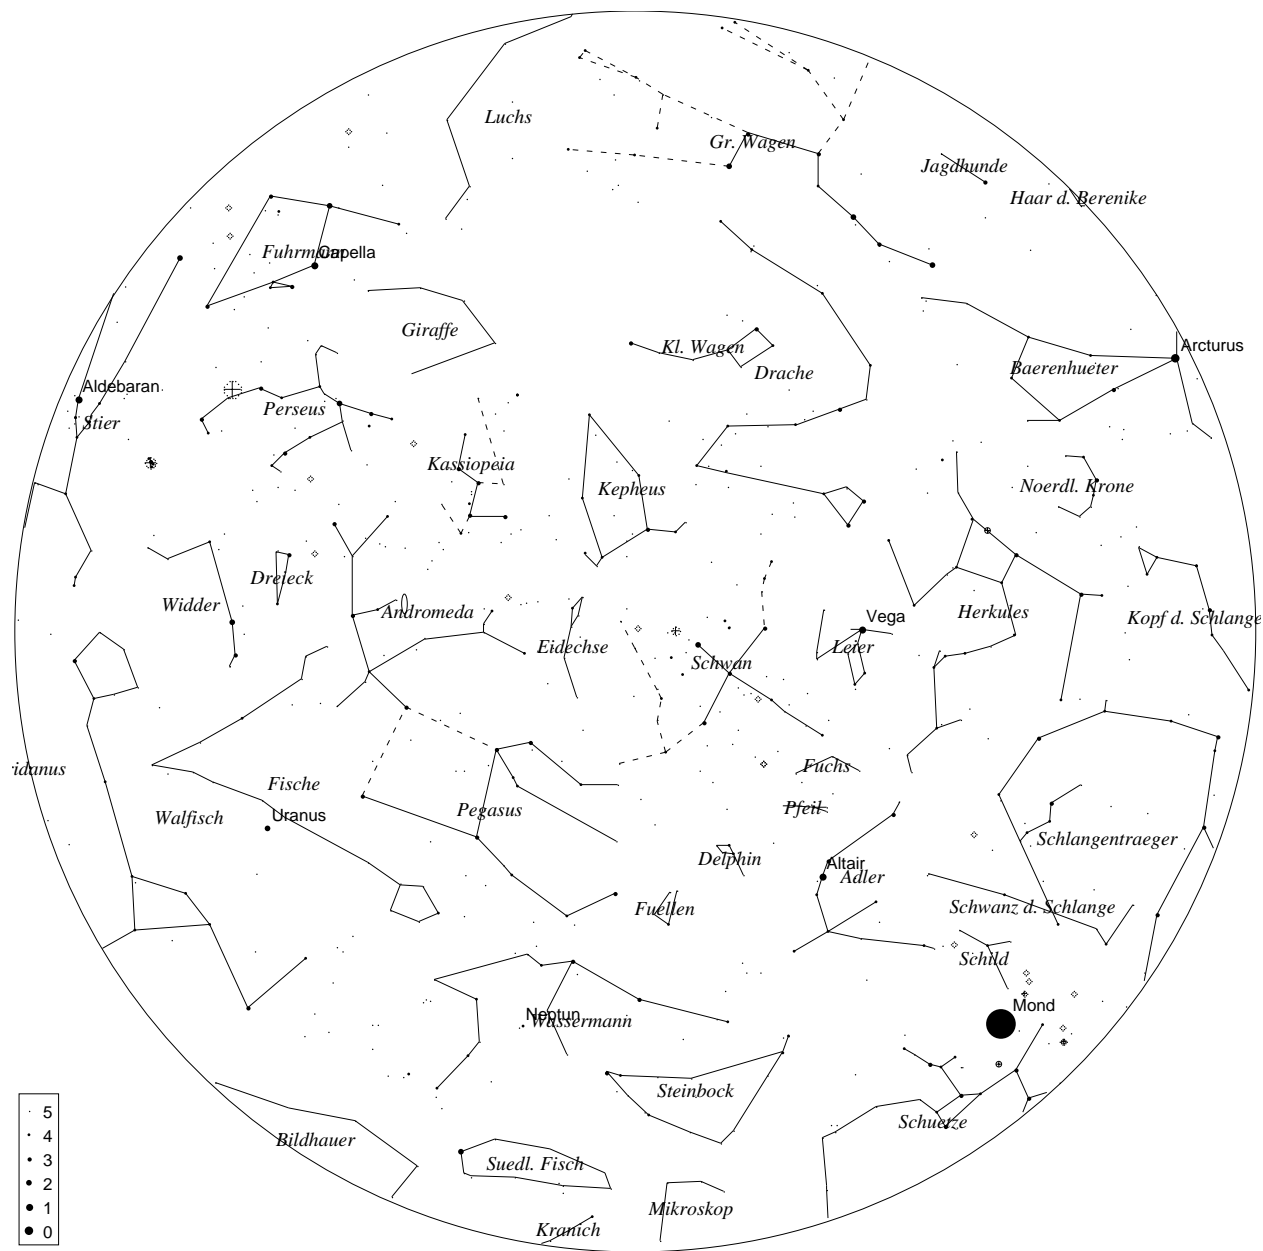 Luchs
Gr. Wagen
Jagdhunde
Haar d. Berenike
Fuhrmann
Capella
Giraffe
Kl. Wagen
Drache
Arcturus
Baerenhueter
Aldebaran
Stier
Perseus
Kassiopeia
Kepheus
Noerdl. Krone
Dreieck
Widder
Andromeda
Eidechse
Schwan
Vega
Leier
Herkules
Kopf d. Schlange
ridanus
Fische
Walfisch
Uranus
Pegasus
Fuchs
Pfeil
Delphin
Altair
Adler
Schlangentraeger
Fuellen
Schwanz d. Schlange
Schild
Mond
Neptun
Wassermann
Steinbock
Schuetze
Bildhauer
Suedl. Fisch
Mikroskop
Kranich
5
4
3
2
1
0